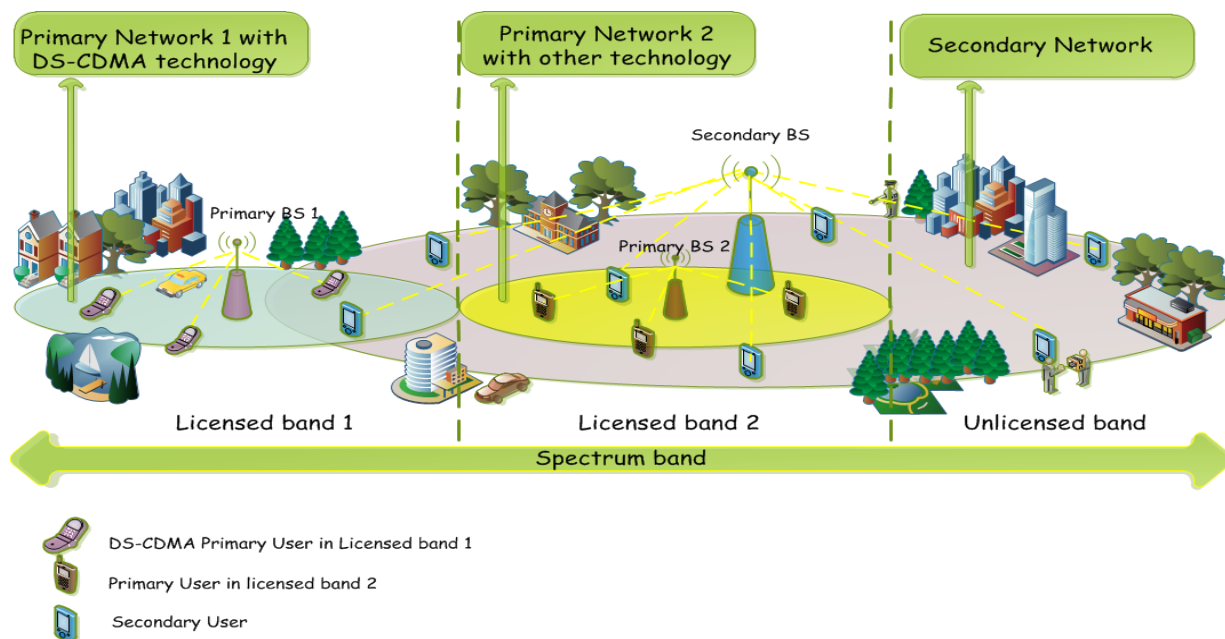 Primary Network 1 with
DS-CDMA technology
Primary Network 2
with other technology
Secondary Network
Secondary BS
Primary BS 1
Primary BS 2
Licensed band 1
Licensed band 2
Unlicensed band
Spectrum band
DS-CDMA Primary User in Licensed band 1
Primary User in licensed band 2
Secondary User